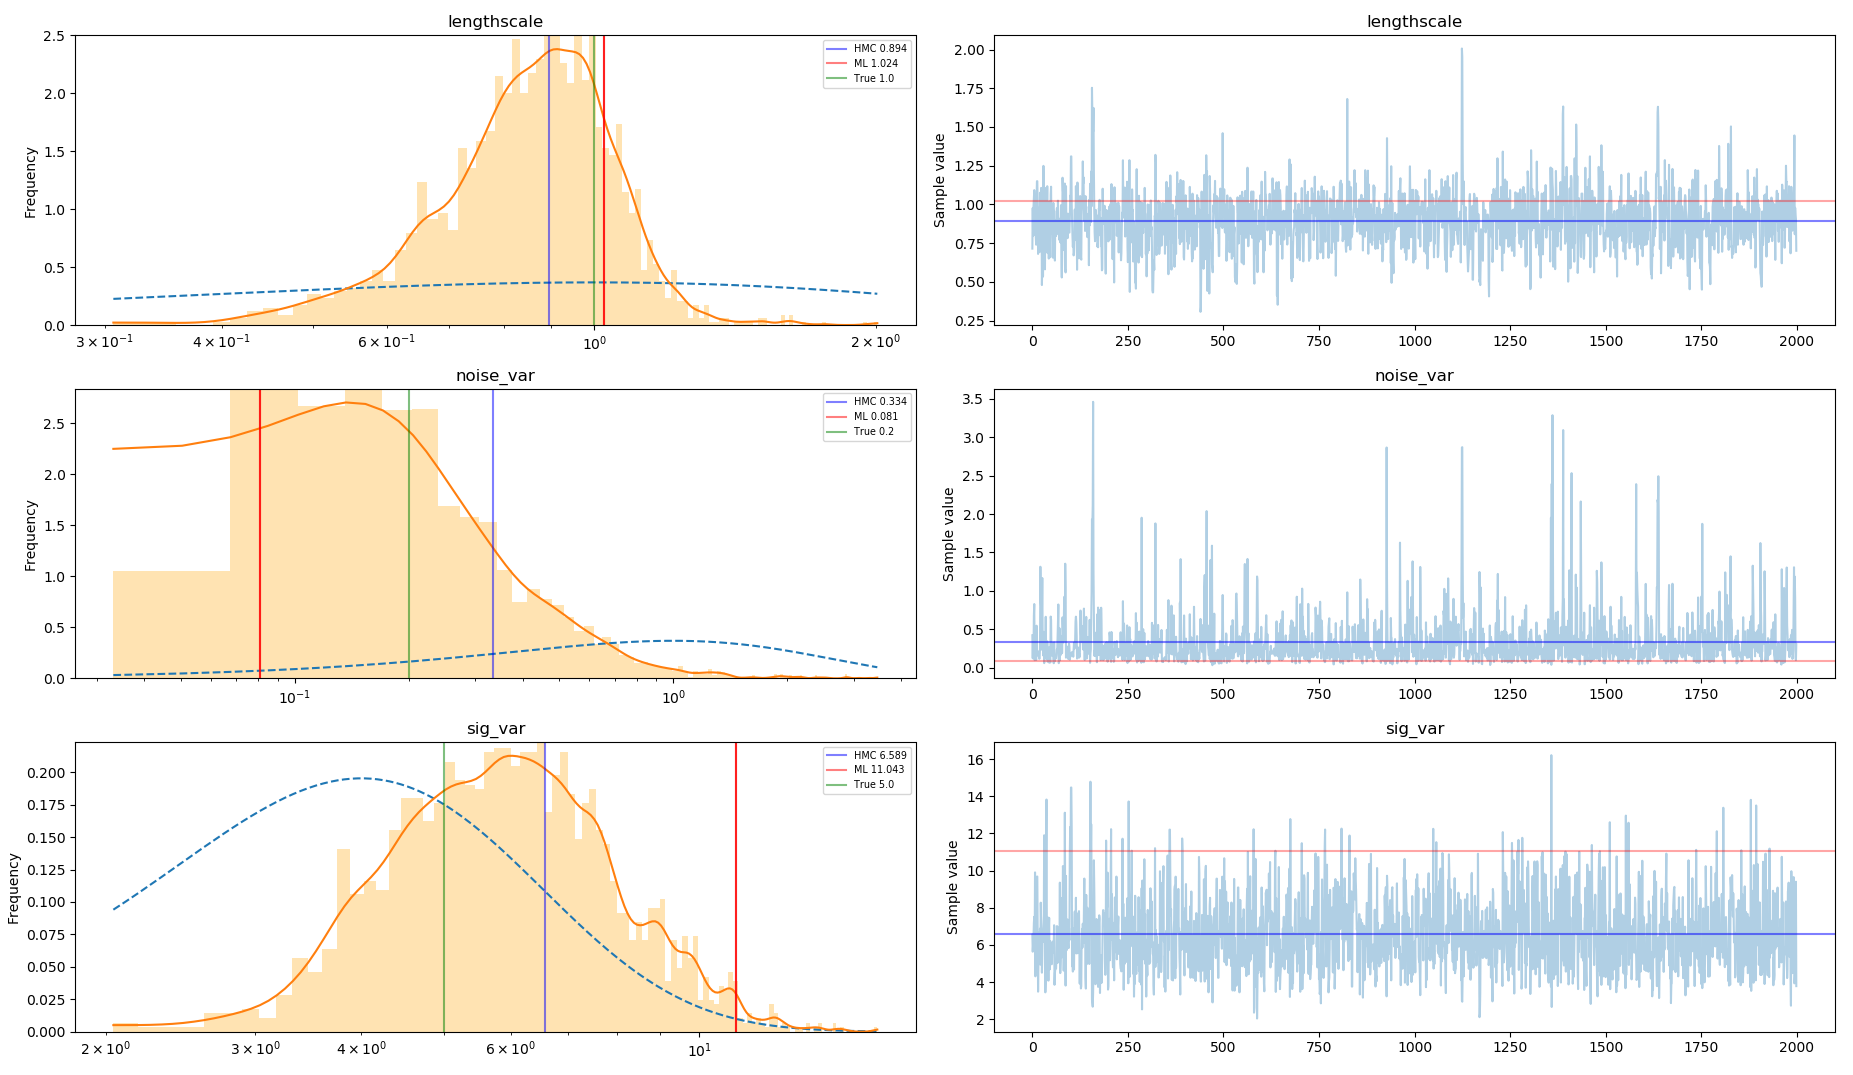 lengthscale
Frequency
2.5
2.0
1.5
1.0
0.5
0.0
HMC 0.894
ML 1.024
True 1.0
3 × 10⁻¹ 4 × 10⁻¹ 6 × 10⁻¹ 10⁰ 2 × 10⁰
lengthscale
Sample value
2.00
1.75
1.50
1.25
1.00
0.75
0.50
0.25
0 250 500 750 1000 1250 1500 1750 2000
noise_var
Frequency
2.5
2.0
1.5
1.0
0.5
0.0
HMC 0.334
ML 0.081
True 0.2
10⁻¹ 10⁰
noise_var
Sample value
3.5
3.0
2.5
2.0
1.5
1.0
0.5
0.0
0 250 500 750 1000 1250 1500 1750 2000
sig_var
Frequency
0.200
0.175
0.150
0.125
0.100
0.075
0.050
0.025
0.000
HMC 6.589
ML 11.043
True 5.0
2 × 10⁰ 3 × 10⁰ 4 × 10⁰ 6 × 10⁰ 10¹
sig_var
Sample value
16
14
12
10
8
6
4
2
0 250 500 750 1000 1250 1500 1750 2000